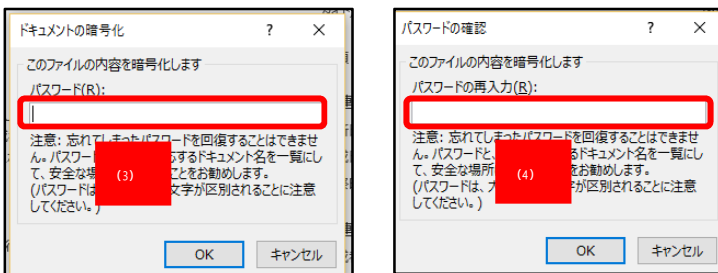 ドキュメントの暗号化 ? ×
このファイルの内容を暗号化します
パスワード(R):
注意: 忘れてしまったパスワードを回復することはできませ
ん。パスワー するドキュメント名を一覧にし
て、安全な場 ことをお勧めします。
(パスワードは 文字が区別されることに注意
してください。)
(3)
OK キャンセル
パスワードの確認 ? ×
このファイルの内容を暗号化します
パスワードの再入力(R):
注意: 忘れてしまったパスワードを回復することはできませ
ん。パスワードと、 るドキュメント名を一覧にし
て、安全な場所 をお勧めします。
(パスワードは、 字が区別されることに注意
してください。)
(4)
OK キャンセル